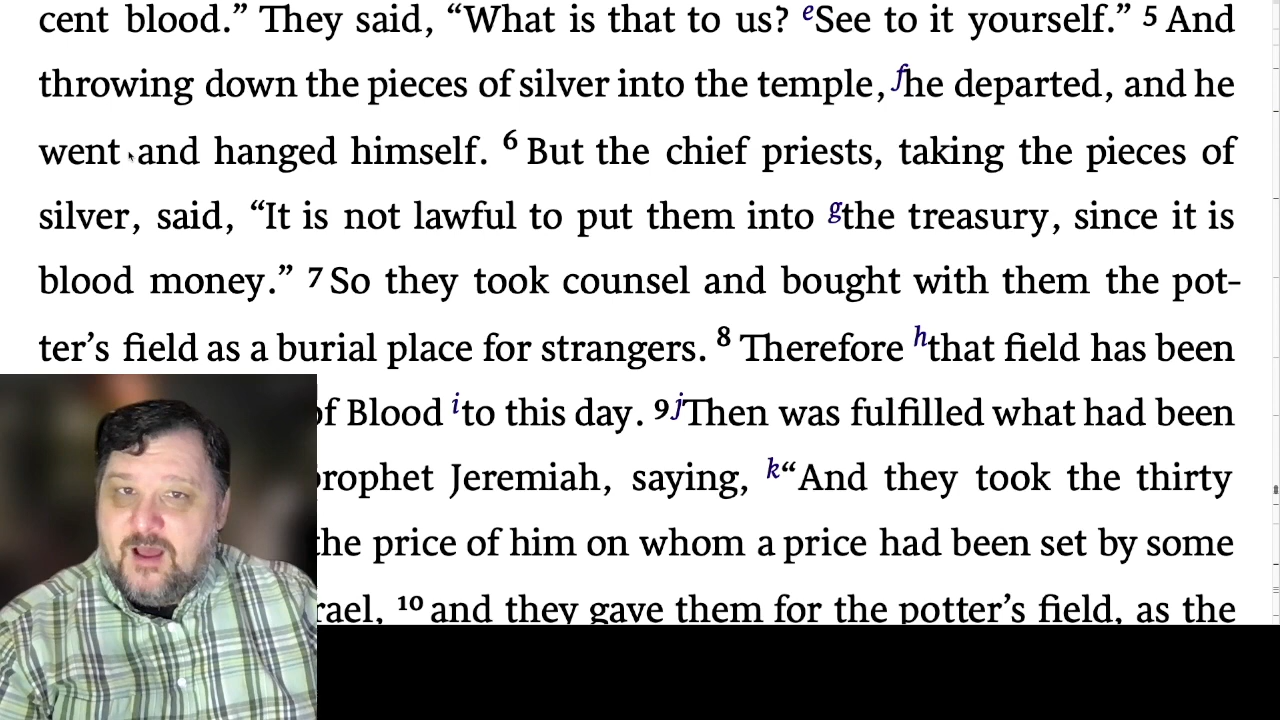 cent blood.” They said, “What is that to us? eSee to it yourself.” 5 And
throwing down the pieces of silver into the temple, fhe departed, and he
went and hanged himself. 6 But the chief priests, taking the pieces of
silver, said, “It is not lawful to put them into gthe treasury, since it is
blood money.” 7 So they took counsel and bought with them the pot-
ter’s field as a burial place for strangers. 8 Therefore hthat field has been
of Blood ito this day. 9 jThen was fulfilled what had been
prophet Jeremiah, saying, k“And they took the thirty
the price of him on whom a price had been set by some
rael, 10 and they gave them for the potter’s field, as the